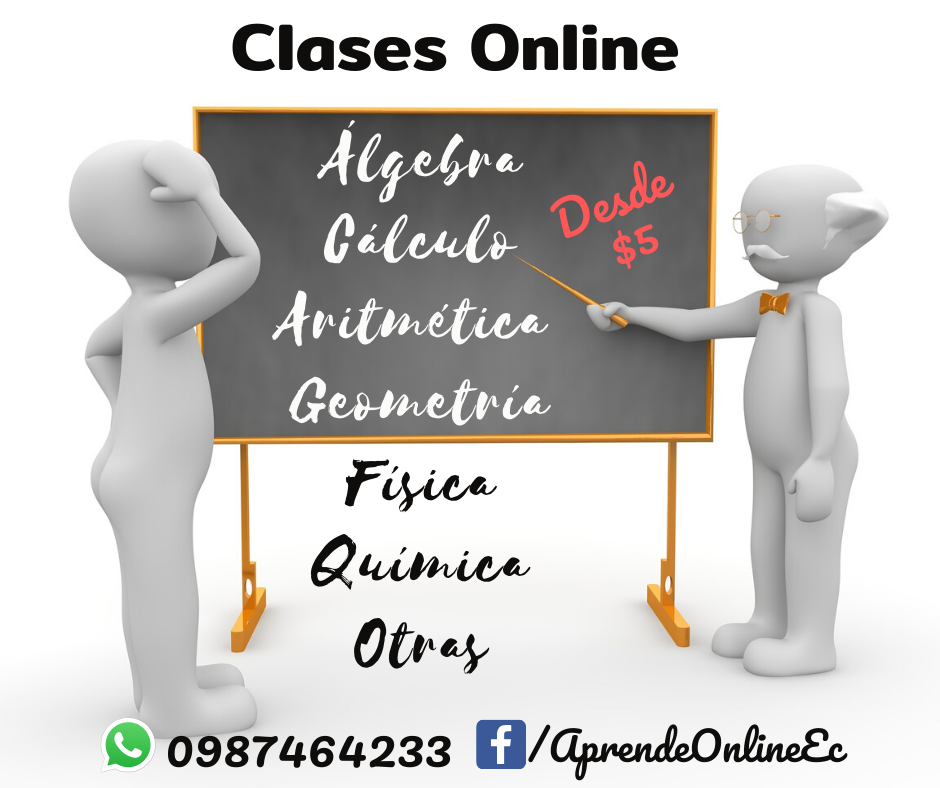 Clases Online
Álgebra
Cálculo
Aritmética
Geometría
Desde
$5
Física
Química
Otras
0987464233 f/AprendeOnlineEc